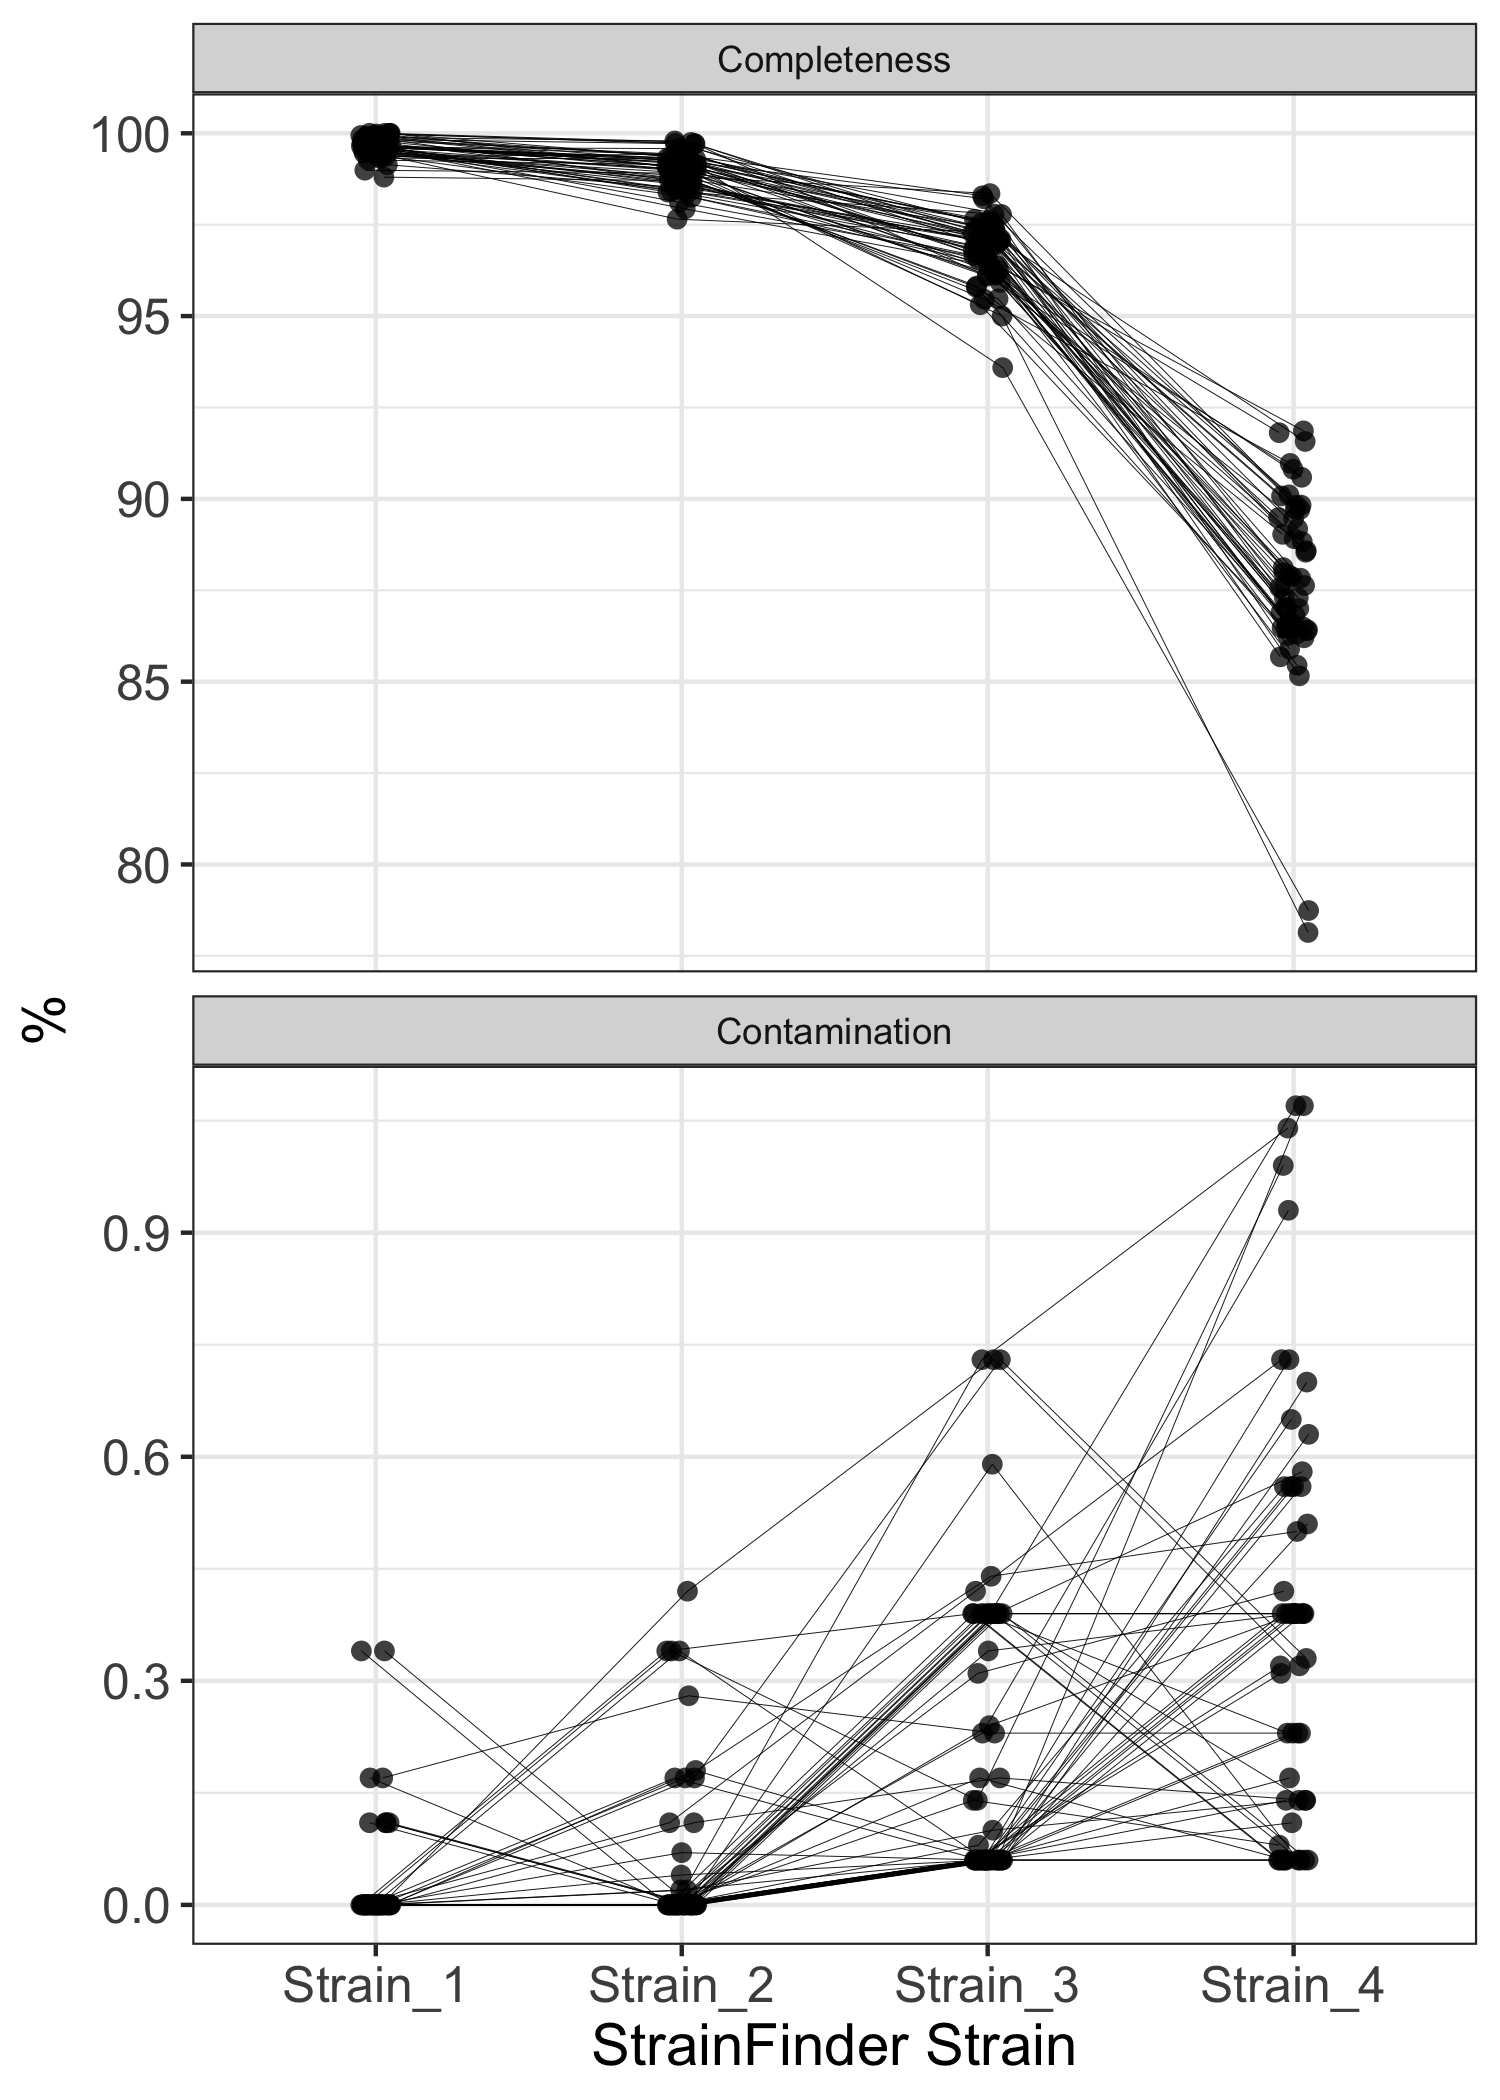 Completeness
100
95
90
85
80
%
Contamination
0.9
0.6
0.3
0.0
Strain_1 Strain_2 Strain_3 Strain_4
StrainFinder Strain